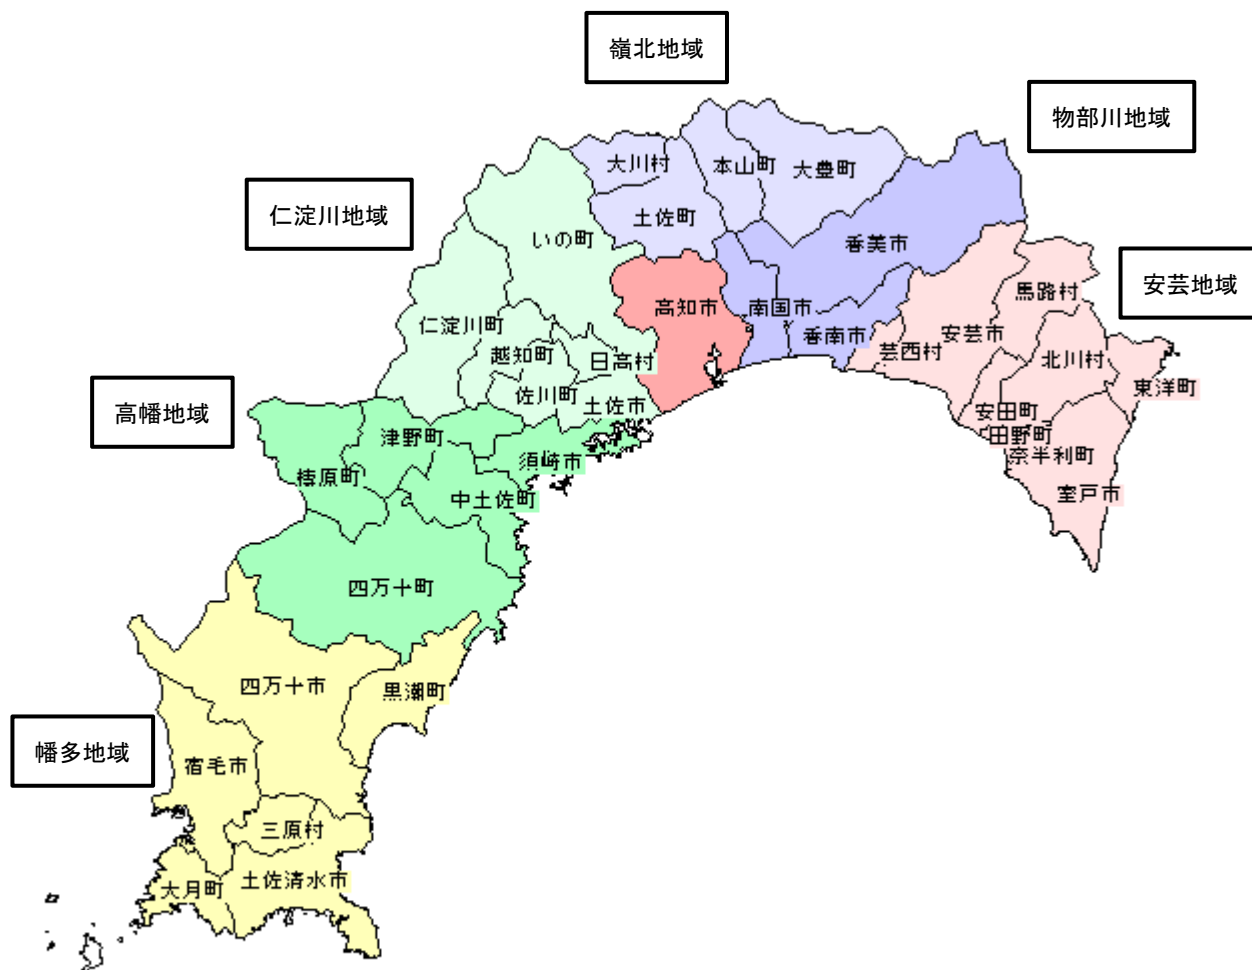 嶺北地域
物部川地域
大川村
本山町
大豊町
仁淀川地域
土佐町
いの町
香美市
安芸地域
馬路村
高知市
南国市
仁淀川町
香南市
安芸市
越知町
芸西村
日高村
北川村
東洋町
佐川町
土佐市
高幡地域
安田町
津野町
田野町
須崎市
奈半利町
梼原町
室戸市
中土佐町
四万十町
四万十市
黒潮町
幡多地域
宿毛市
三原村
大月町
土佐清水市